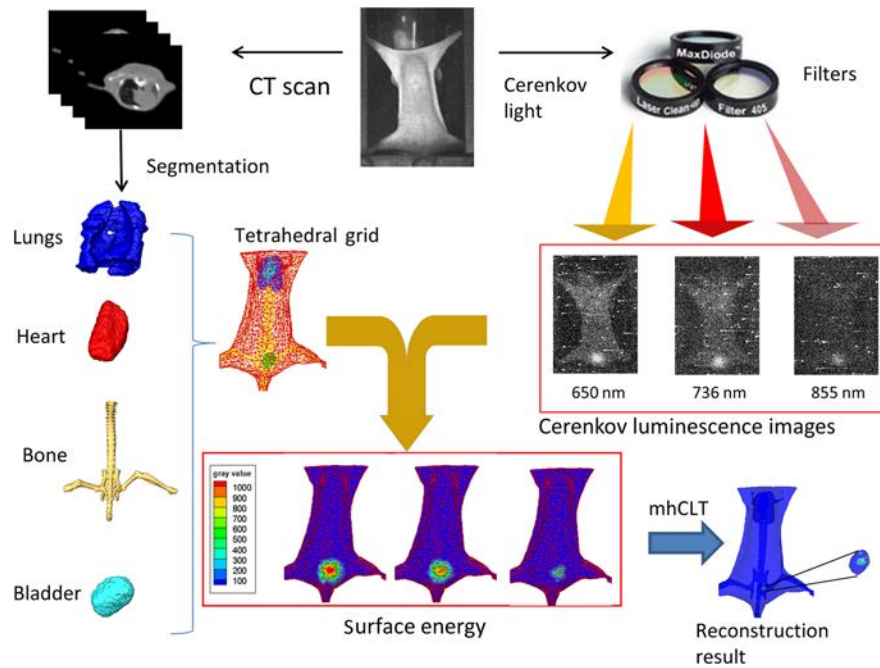 CT scan
Cerenkov
light
MaxDiode™
Laser Clean-up
Filter 405
Filters
Segmentation
Lungs
Tetrahedral grid
Heart
650 nm
736 nm
855 nm
Cerenkov luminescence images
Bone
gray value
1000
900
800
700
600
500
400
300
200
100
mhCLT
Bladder
Surface energy
Reconstruction
result